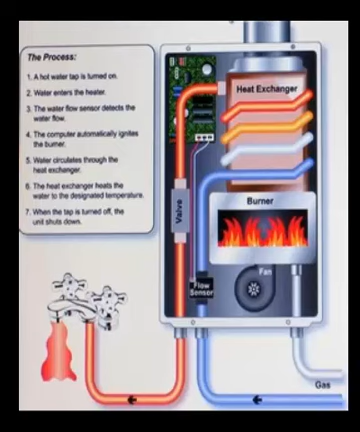 The Process:
1. A hot water tap is turned on.
2. Water enters the heater.
3. The water flow sensor detects the
water flow.
4. The computer automatically ignites
the burner.
5. Water circulates through the
heat exchanger.
6. The heat exchanger heats the
water to the designated temperature.
7. When the tap is turned off, the
unit shuts down.
Heat Exchanger
Valve
Burner
Flow
Sensor
Fan
Gas